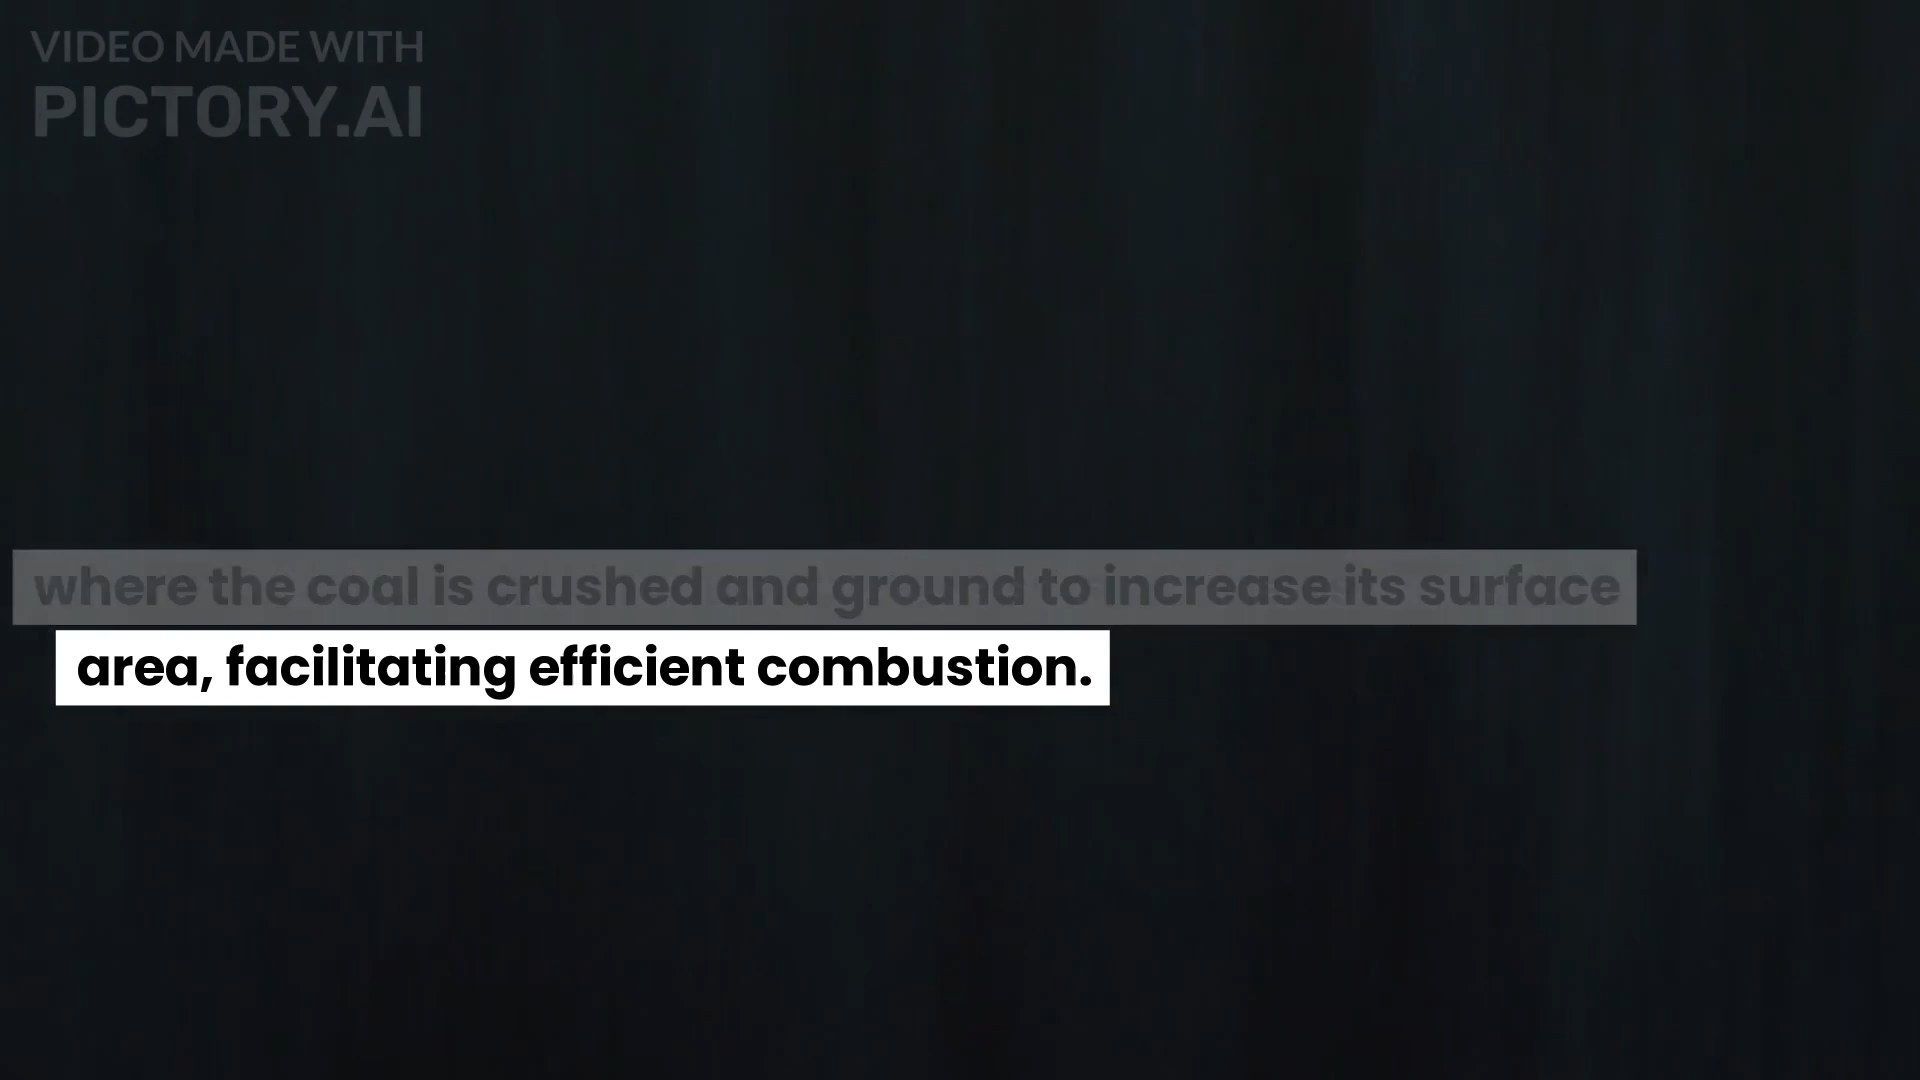 VIDEO MADE WITH
PICTORY.AI
where the coal is crushed and ground to increase its surface
area, facilitating efficient combustion.